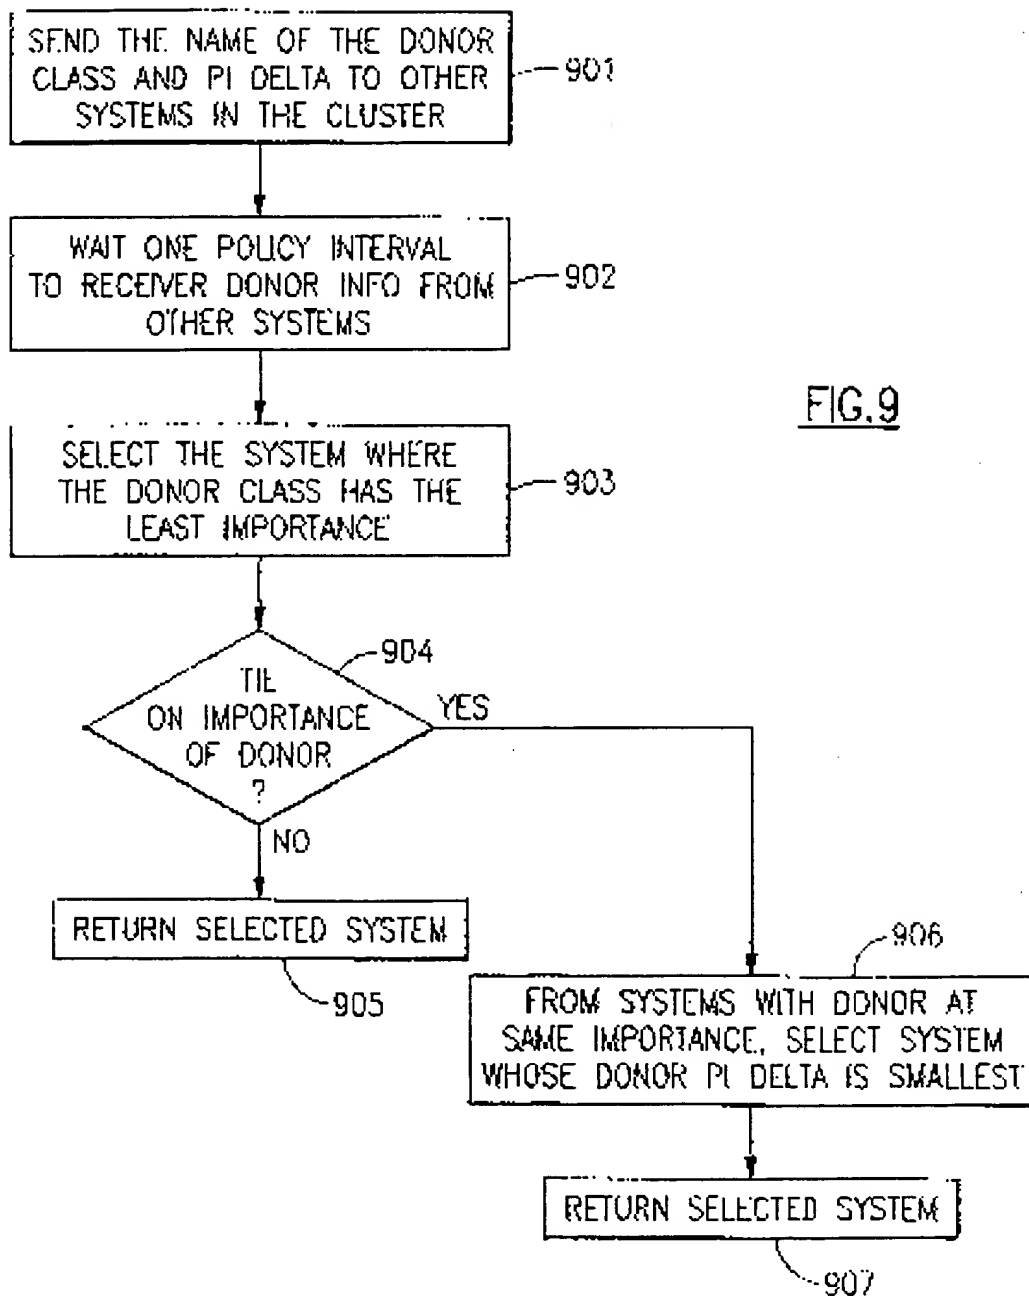 SEND THE NAME OF THE DONOR
CLASS AND PI DELTA TO OTHER
SYSTEMS IN THE CLUSTER
901
WAIT ONE POLICY INTERVAL
TO RECEIVER DONOR INFO FROM
OTHER SYSTEMS
902
FIG.9
SELECT THE SYSTEM WHERE
THE DONOR CLASS HAS THE
LEAST IMPORTANCE
903
904
TIE
ON IMPORTANCE
OF DONOR
?
YES
NO
RETURN SELECTED SYSTEM
905
906
FROM SYSTEMS WITH DONOR AT
SAME IMPORTANCE, SELECT SYSTEM
WHOSE DONOR PI DELTA IS SMALLEST
RETURN SELECTED SYSTEM
907